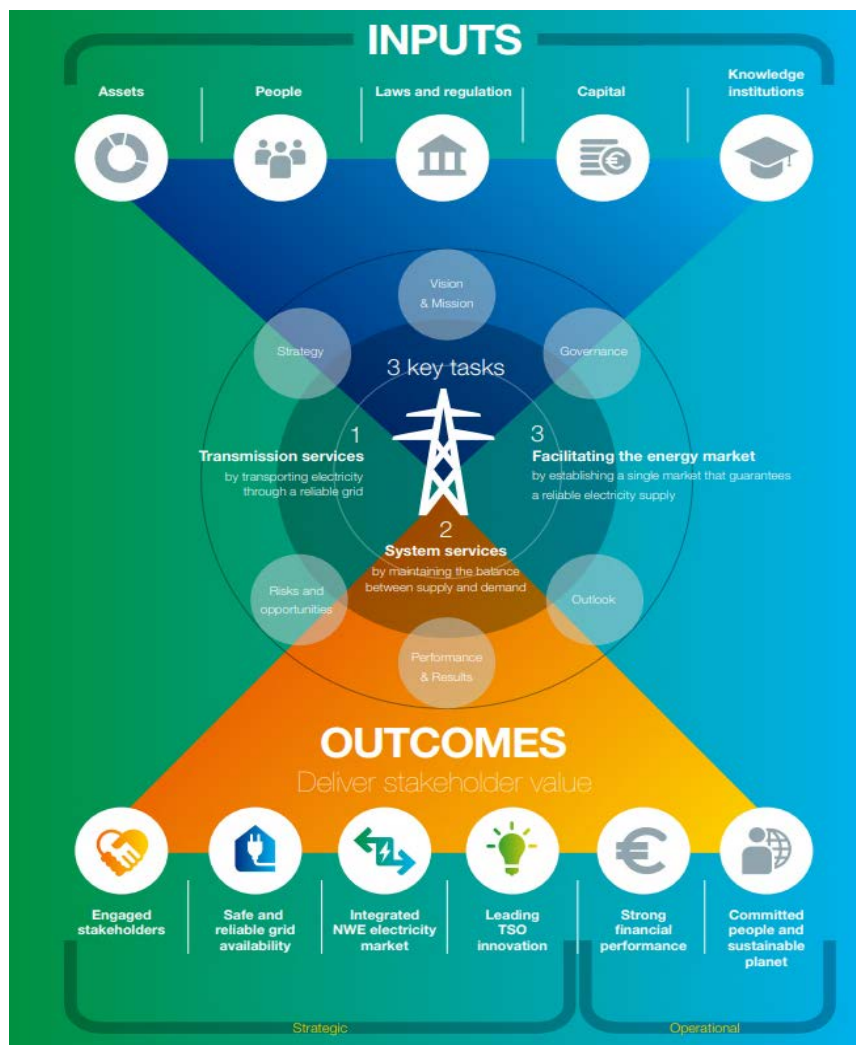 INPUTS
Assets
People
Laws and regulation
Capital
Knowledge
institutions
Vision
& Mission
Strategy
Governance
3 key tasks
1
Transmission services
by transporting electricity
through a reliable grid
3
Facilitating the energy market
by establishing a single market that guarantees
a reliable electricity supply
2
System services
by maintaining the balance
between supply and demand
Risks and
opportunities
Outlook
Performance
& Results
OUTCOMES
Deliver stakeholder value
Engaged
stakeholders
Safe and
reliable grid
availability
Integrated
NWE electricity
market
Leading
TSO
innovation
Strong
financial
performance
Committed
people and
sustainable
planet
Strategic
Operational